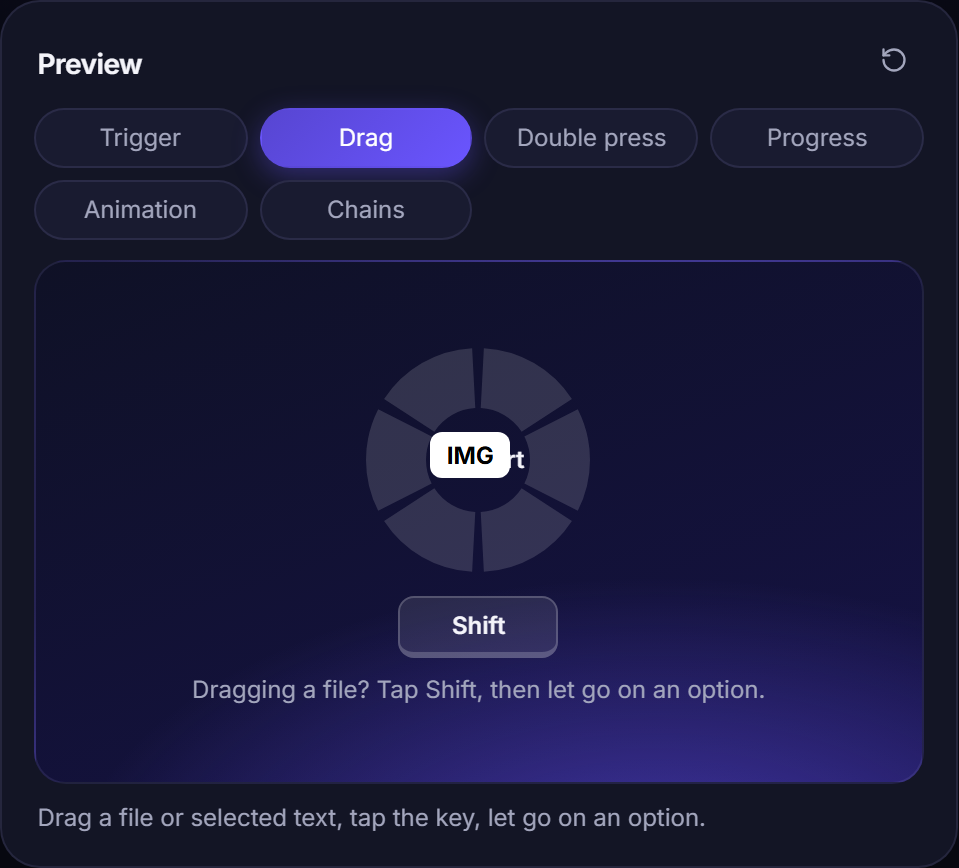 Preview
Trigger
Drag
Double press
Progress
Animation
Chains
IMG
Shift
Dragging a file? Tap Shift, then let go on an option.
Drag a file or selected text, tap the key, let go on an option.